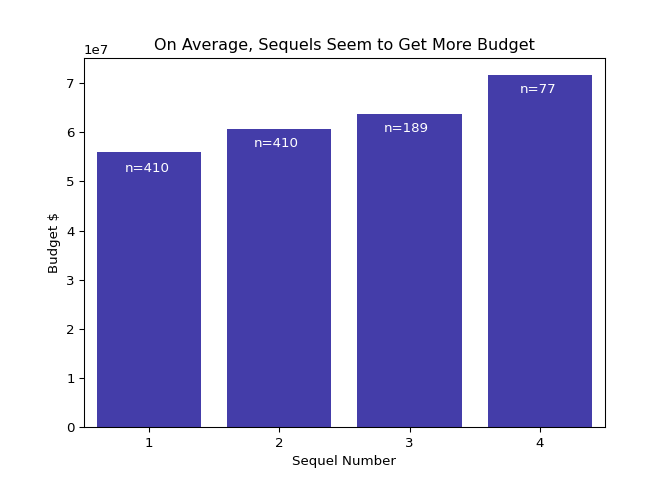 On Average, Sequels Seem to Get More Budget
1e7
7
6
5
4
3
2
1
0
Budget $
n=410
n=410
n=189
n=77
1 2 3 4
Sequel Number